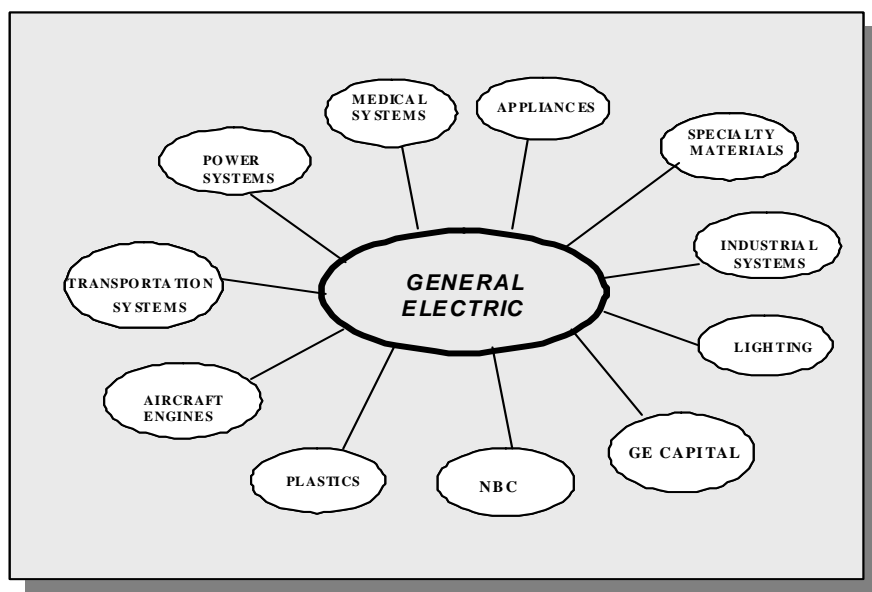 MEDICAL
SYSTEMS
APPLIANCES
SPECIALTY
MATERIALS
POWER
SYSTEMS
INDUSTRIAL
SYSTEMS
TRANSPORTATION
SYSTEMS
GENERAL
ELECTRIC
LIGHTING
AIRCRAFT
ENGINES
GE CAPITAL
PLASTICS
NBC